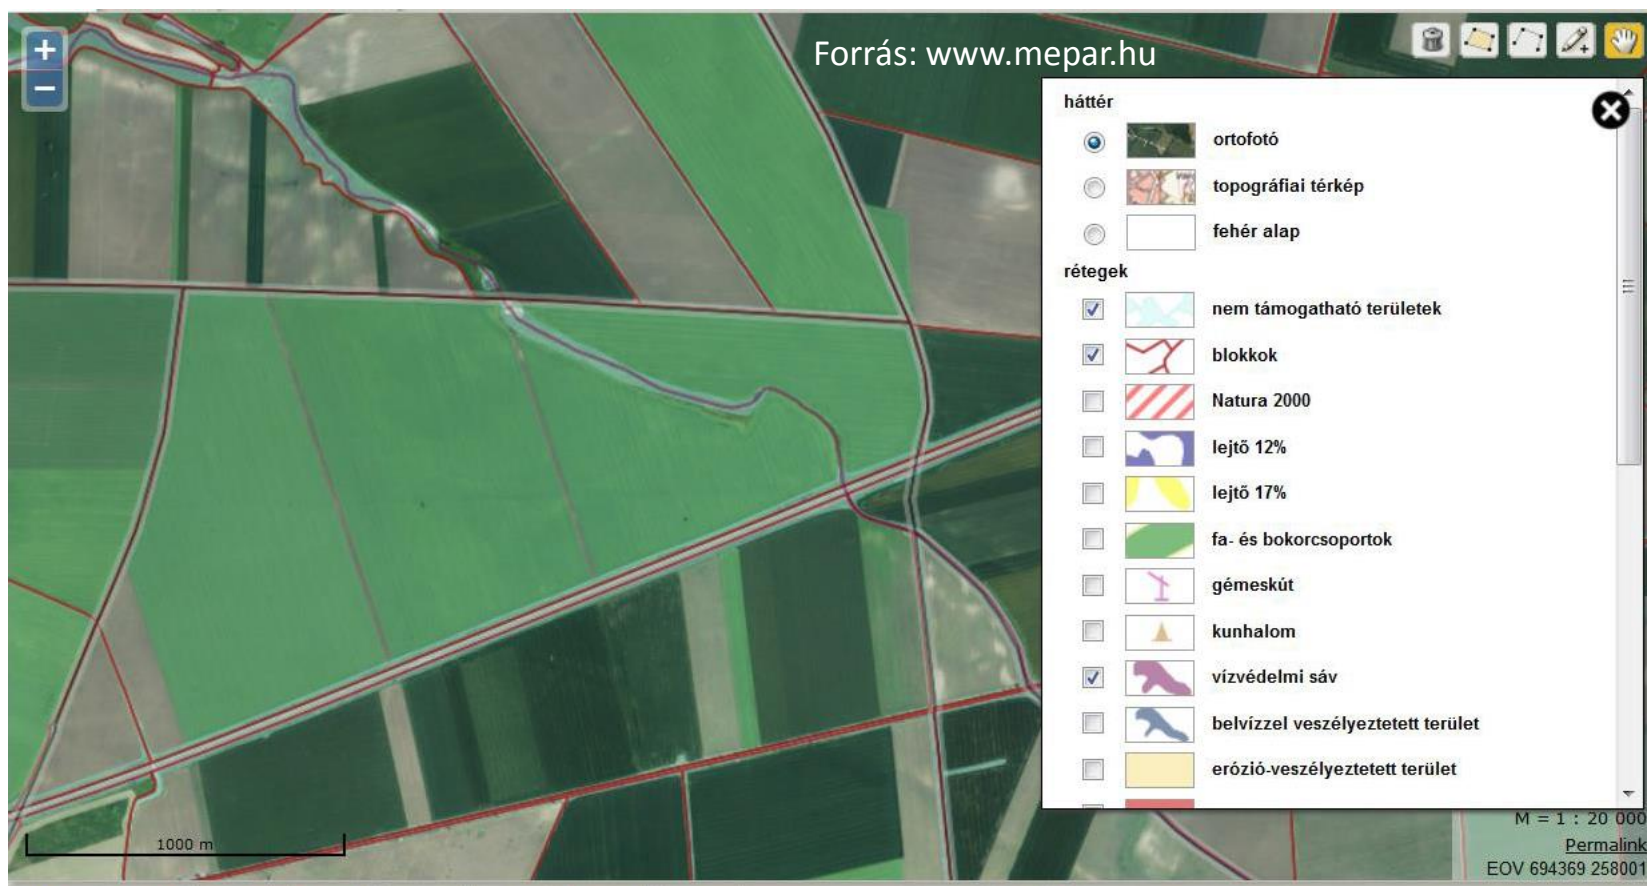 Forrás: www.mepar.hu
+
−
háttér
ortofotó
topográfiai térkép
fehér alap
rétegek
nem támogatható területek
blokkok
Natura 2000
lejtő 12%
lejtő 17%
fa- és bokorcsoportok
gémeskút
kunhalom
vízvédelmi sáv
belvízzel veszélyeztetett terület
erózió-veszélyeztetett terület
1000 m
M = 1 : 20 000
Permalink
EOV 694369 258001